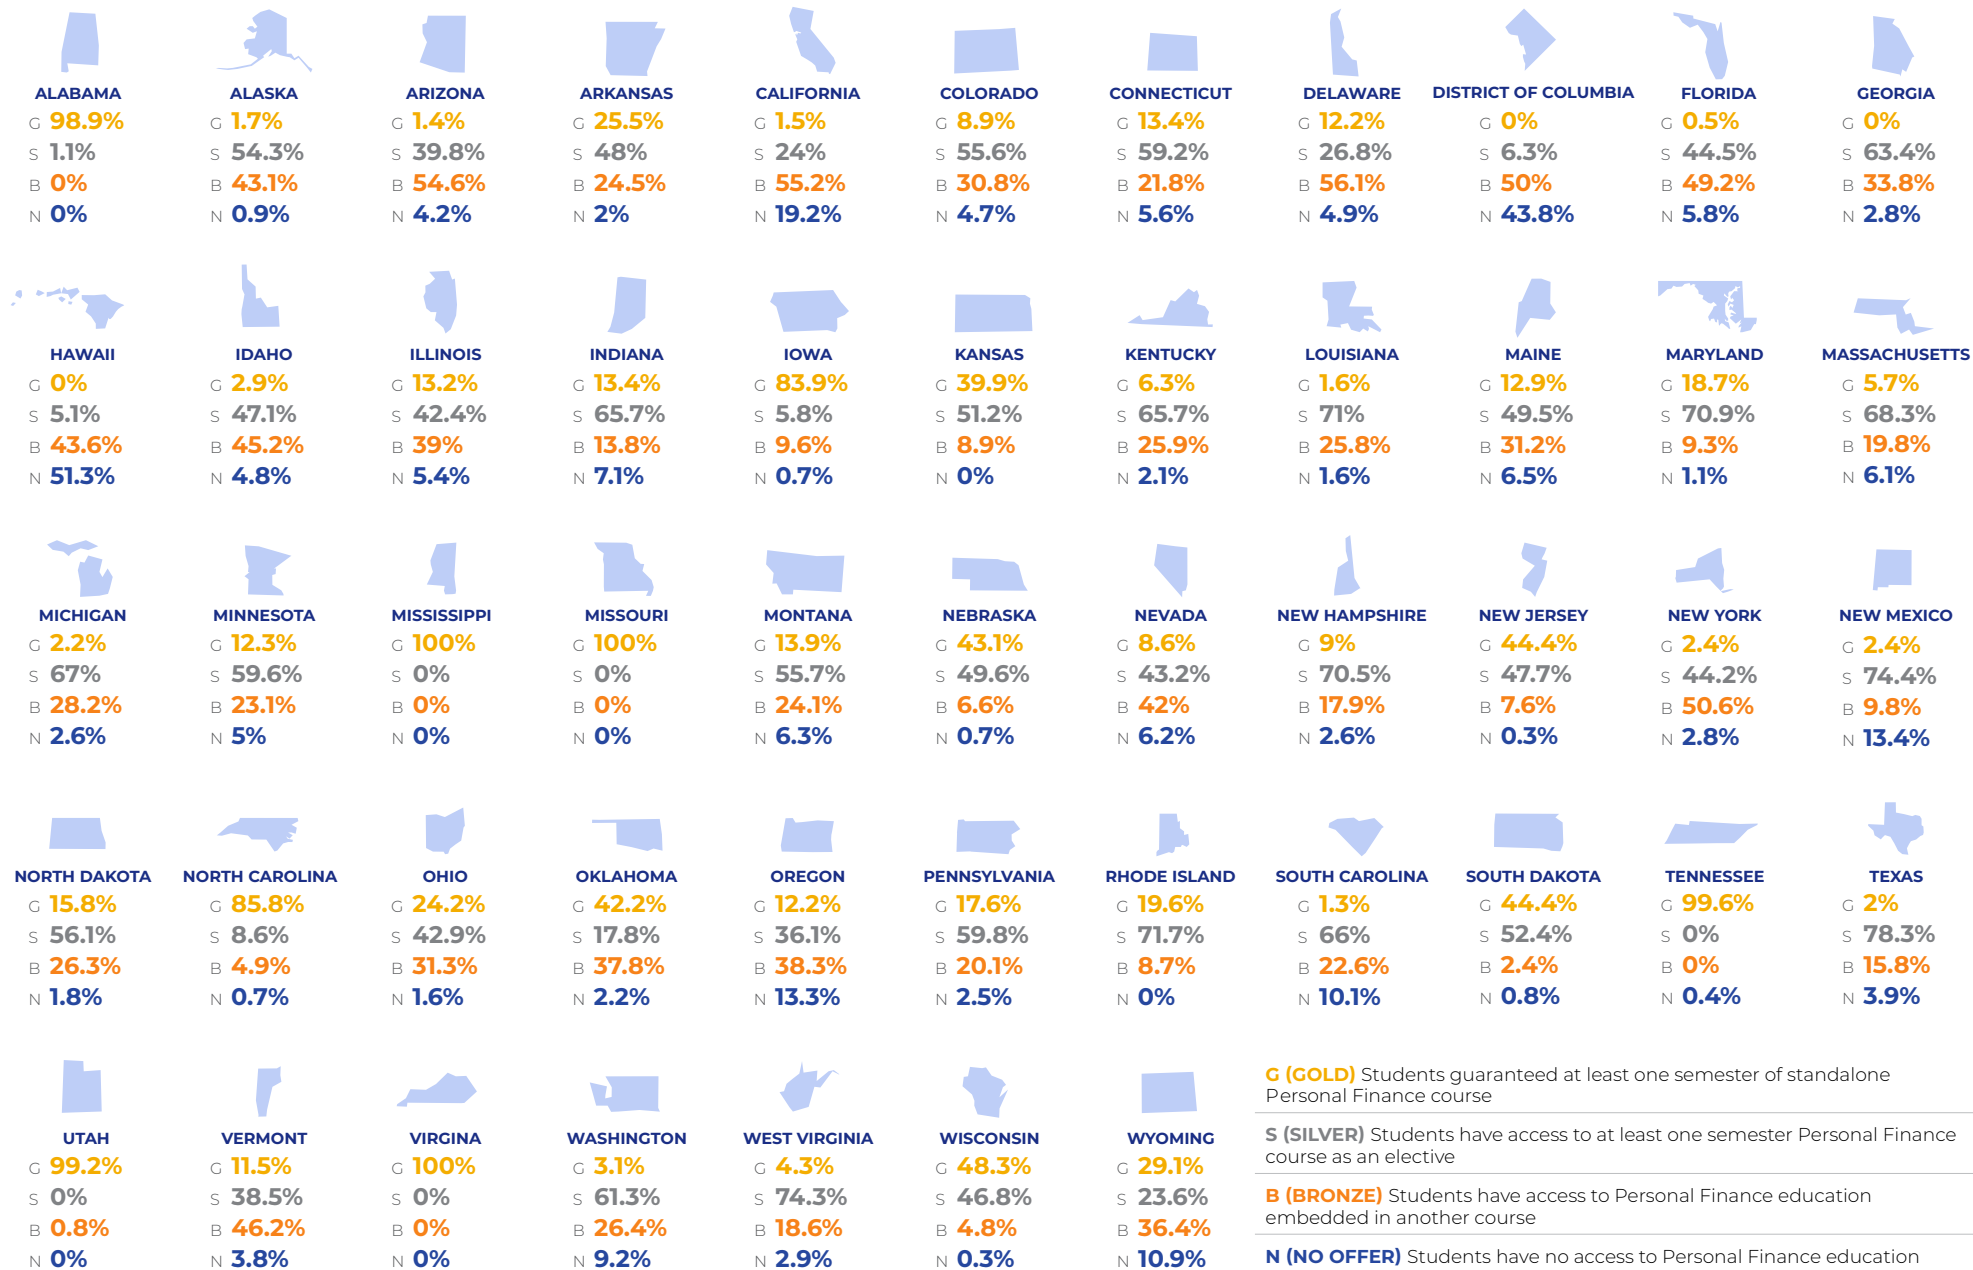 ALABAMA
G 98.9%
S 1.1%
B 0%
N 0%
ALASKA
G 1.7%
S 54.3%
B 43.1%
N 0.9%
ARIZONA
G 1.4%
S 39.8%
B 54.6%
N 4.2%
ARKANSAS
G 25.5%
S 48%
B 24.5%
N 2%
CALIFORNIA
G 1.5%
S 24%
B 55.2%
N 19.2%
COLORADO
G 8.9%
S 55.6%
B 30.8%
N 4.7%
CONNECTICUT
G 13.4%
S 59.2%
B 21.8%
N 5.6%
DELAWARE
G 12.2%
S 26.8%
B 56.1%
N 4.9%
DISTRICT OF COLUMBIA
G 0%
S 6.3%
B 50%
N 43.8%
FLORIDA
G 0.5%
S 44.5%
B 49.2%
N 5.8%
GEORGIA
G 0%
S 63.4%
B 33.8%
N 2.8%
HAWAII
G 0%
S 5.1%
B 43.6%
N 51.3%
IDAHO
G 2.9%
S 47.1%
B 45.2%
N 4.8%
ILLINOIS
G 13.2%
S 42.4%
B 39%
N 5.4%
INDIANA
G 13.4%
S 65.7%
B 13.8%
N 7.1%
IOWA
G 83.9%
S 5.8%
B 9.6%
N 0.7%
KANSAS
G 39.9%
S 51.2%
B 8.9%
N 0%
KENTUCKY
G 6.3%
S 65.7%
B 25.9%
N 2.1%
LOUISIANA
G 1.6%
S 71%
B 25.8%
N 1.6%
MAINE
G 12.9%
S 49.5%
B 31.2%
N 6.5%
MARYLAND
G 18.7%
S 70.9%
B 9.3%
N 1.1%
MASSACHUSETTS
G 5.7%
S 68.3%
B 19.8%
N 6.1%
MICHIGAN
G 2.2%
S 67%
B 28.2%
N 2.6%
MINNESOTA
G 12.3%
S 59.6%
B 23.1%
N 5%
MISSISSIPPI
G 100%
S 0%
B 0%
N 0%
MISSOURI
G 100%
S 0%
B 0%
N 0%
MONTANA
G 13.9%
S 55.7%
B 24.1%
N 6.3%
NEBRASKA
G 43.1%
S 49.6%
B 6.6%
N 0.7%
NEVADA
G 8.6%
S 43.2%
B 42%
N 6.2%
NEW HAMPSHIRE
G 9%
S 70.5%
B 17.9%
N 2.6%
NEW JERSEY
G 44.4%
S 47.7%
B 7.6%
N 0.3%
NEW YORK
G 2.4%
S 44.2%
B 50.6%
N 2.8%
NEW MEXICO
G 2.4%
S 74.4%
B 9.8%
N 13.4%
NORTH DAKOTA
G 15.8%
S 56.1%
B 26.3%
N 1.8%
NORTH CAROLINA
G 85.8%
S 8.6%
B 4.9%
N 0.7%
OHIO
G 24.2%
S 42.9%
B 31.3%
N 1.6%
OKLAHOMA
G 42.2%
S 17.8%
B 37.8%
N 2.2%
OREGON
G 12.2%
S 36.1%
B 38.3%
N 13.3%
PENNSYLVANIA
G 17.6%
S 59.8%
B 20.1%
N 2.5%
RHODE ISLAND
G 19.6%
S 71.7%
B 8.7%
N 0%
SOUTH CAROLINA
G 1.3%
S 66%
B 22.6%
N 10.1%
SOUTH DAKOTA
G 44.4%
S 52.4%
B 2.4%
N 0.8%
TENNESSEE
G 99.6%
S 0%
B 0%
N 0.4%
TEXAS
G 2%
S 78.3%
B 15.8%
N 3.9%
UTAH
G 99.2%
S 0%
B 0.8%
N 0%
VERMONT
G 11.5%
S 38.5%
B 46.2%
N 3.8%
VIRGINA
G 100%
S 0%
B 0%
N 0%
WASHINGTON
G 3.1%
S 61.3%
B 26.4%
N 9.2%
WEST VIRGINIA
G 4.3%
S 74.3%
B 18.6%
N 2.9%
WISCONSIN
G 48.3%
S 46.8%
B 4.8%
N 0.3%
WYOMING
G 29.1%
S 23.6%
B 36.4%
N 10.9%
G (GOLD) Students guaranteed at least one semester of standalone
Personal Finance course
S (SILVER) Students have access to at least one semester Personal Finance
course as an elective
B (BRONZE) Students have access to Personal Finance education
embedded in another course
N (NO OFFER) Students have no access to Personal Finance education